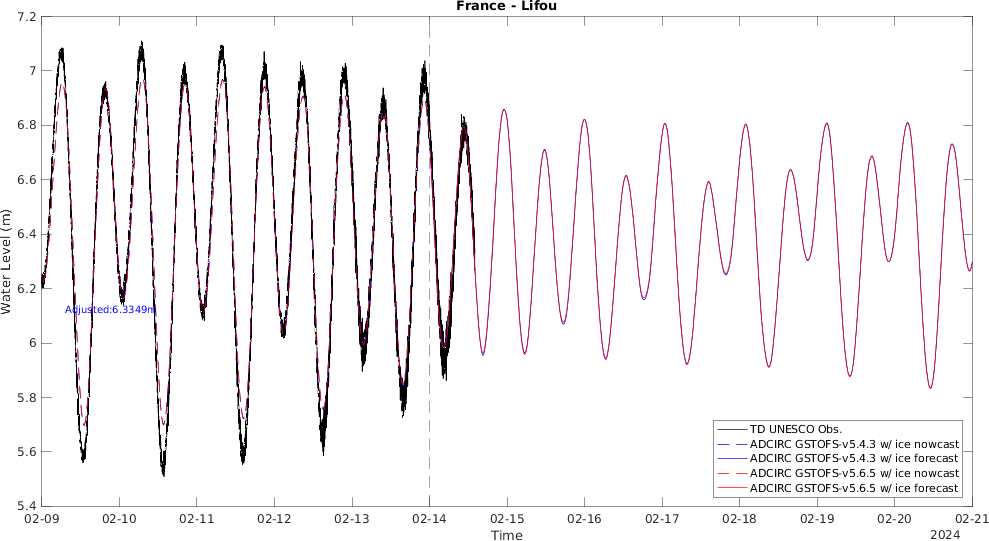 France - Lifou
7.2
7
6.8
6.6
6.4
6.2
6
5.8
5.6
5.4
Water Level (m)
Adjusted:6.3349m
TD UNESCO Obs.
ADCIRC GSTOFS-v5.4.3 w/ ice nowcast
ADCIRC GSTOFS-v5.4.3 w/ ice forecast
ADCIRC GSTOFS-v5.6.5 w/ ice nowcast
ADCIRC GSTOFS-v5.6.5 w/ ice forecast
02-09 02-10 02-11 02-12 02-13 02-14 02-15 02-16 02-17 02-18 02-19 02-20 02-21
Time
2024